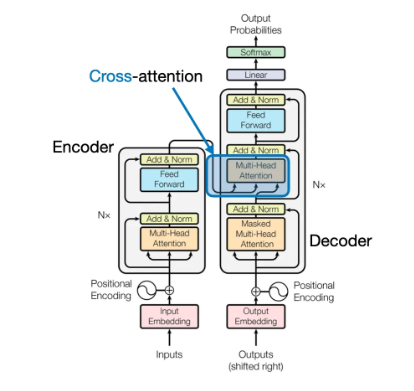 Output
Probabilities
Softmax
Linear
Cross-attention
Add & Norm
Feed
Forward
Add & Norm
Multi-Head
Attention
Nx
Add & Norm
Masked
Multi-Head
Attention
Decoder
Encoder
Add & Norm
Feed
Forward
Nx
Add & Norm
Multi-Head
Attention
Positional
Encoding
Positional
Encoding
Input
Embedding
Output
Embedding
Inputs
Outputs
(shifted right)